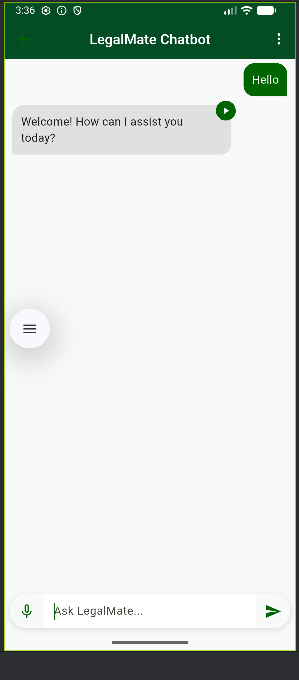 3:36
LegalMate Chatbot
Hello
Welcome! How can I assist you
today?
Ask LegalMate...